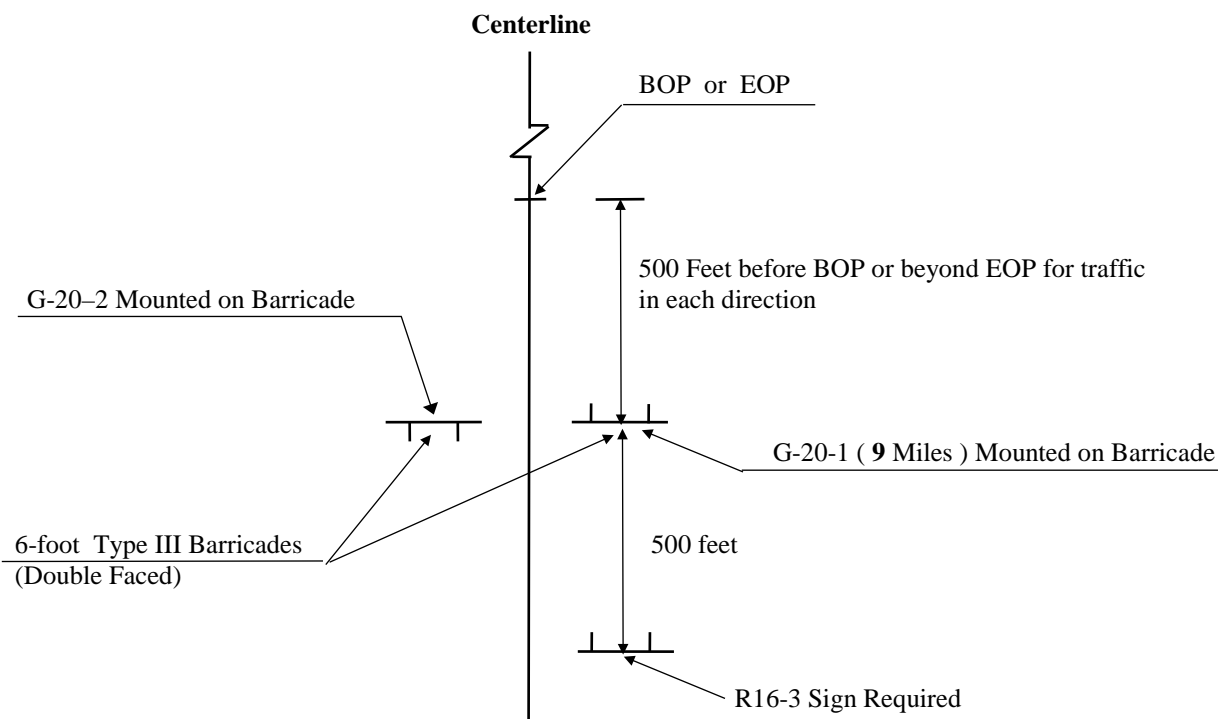 Centerline
BOP or EOP
500 Feet before BOP or beyond EOP for traffic
in each direction
G-20–2 Mounted on Barricade
G-20-1 ( 9 Miles ) Mounted on Barricade
6-foot Type III Barricades
(Double Faced)
500 feet
R16-3 Sign Required